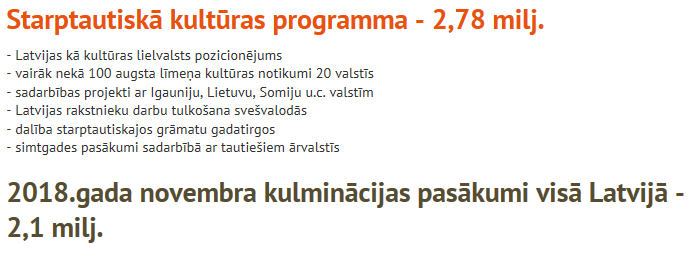 Starptautiskā kultūras programma - 2,78 milj.
- Latvijas kā kultūras lielvalsts pozicionējums
- vairāk nekā 100 augsta līmeņa kultūras notikumi 20 valstīs
- sadarbības projekti ar Igauniju, Lietuvu, Somiju u.c. valstīm
- Latvijas rakstnieku darbu tulkošana svešvalodās
- dalība starptautiskajos grāmatu gadatirgos
- simtgades pasākumi sadarbībā ar tautiešiem ārvalstīs
2018.gada novembra kulminācijas pasākumi visā Latvijā -
2,1 milj.